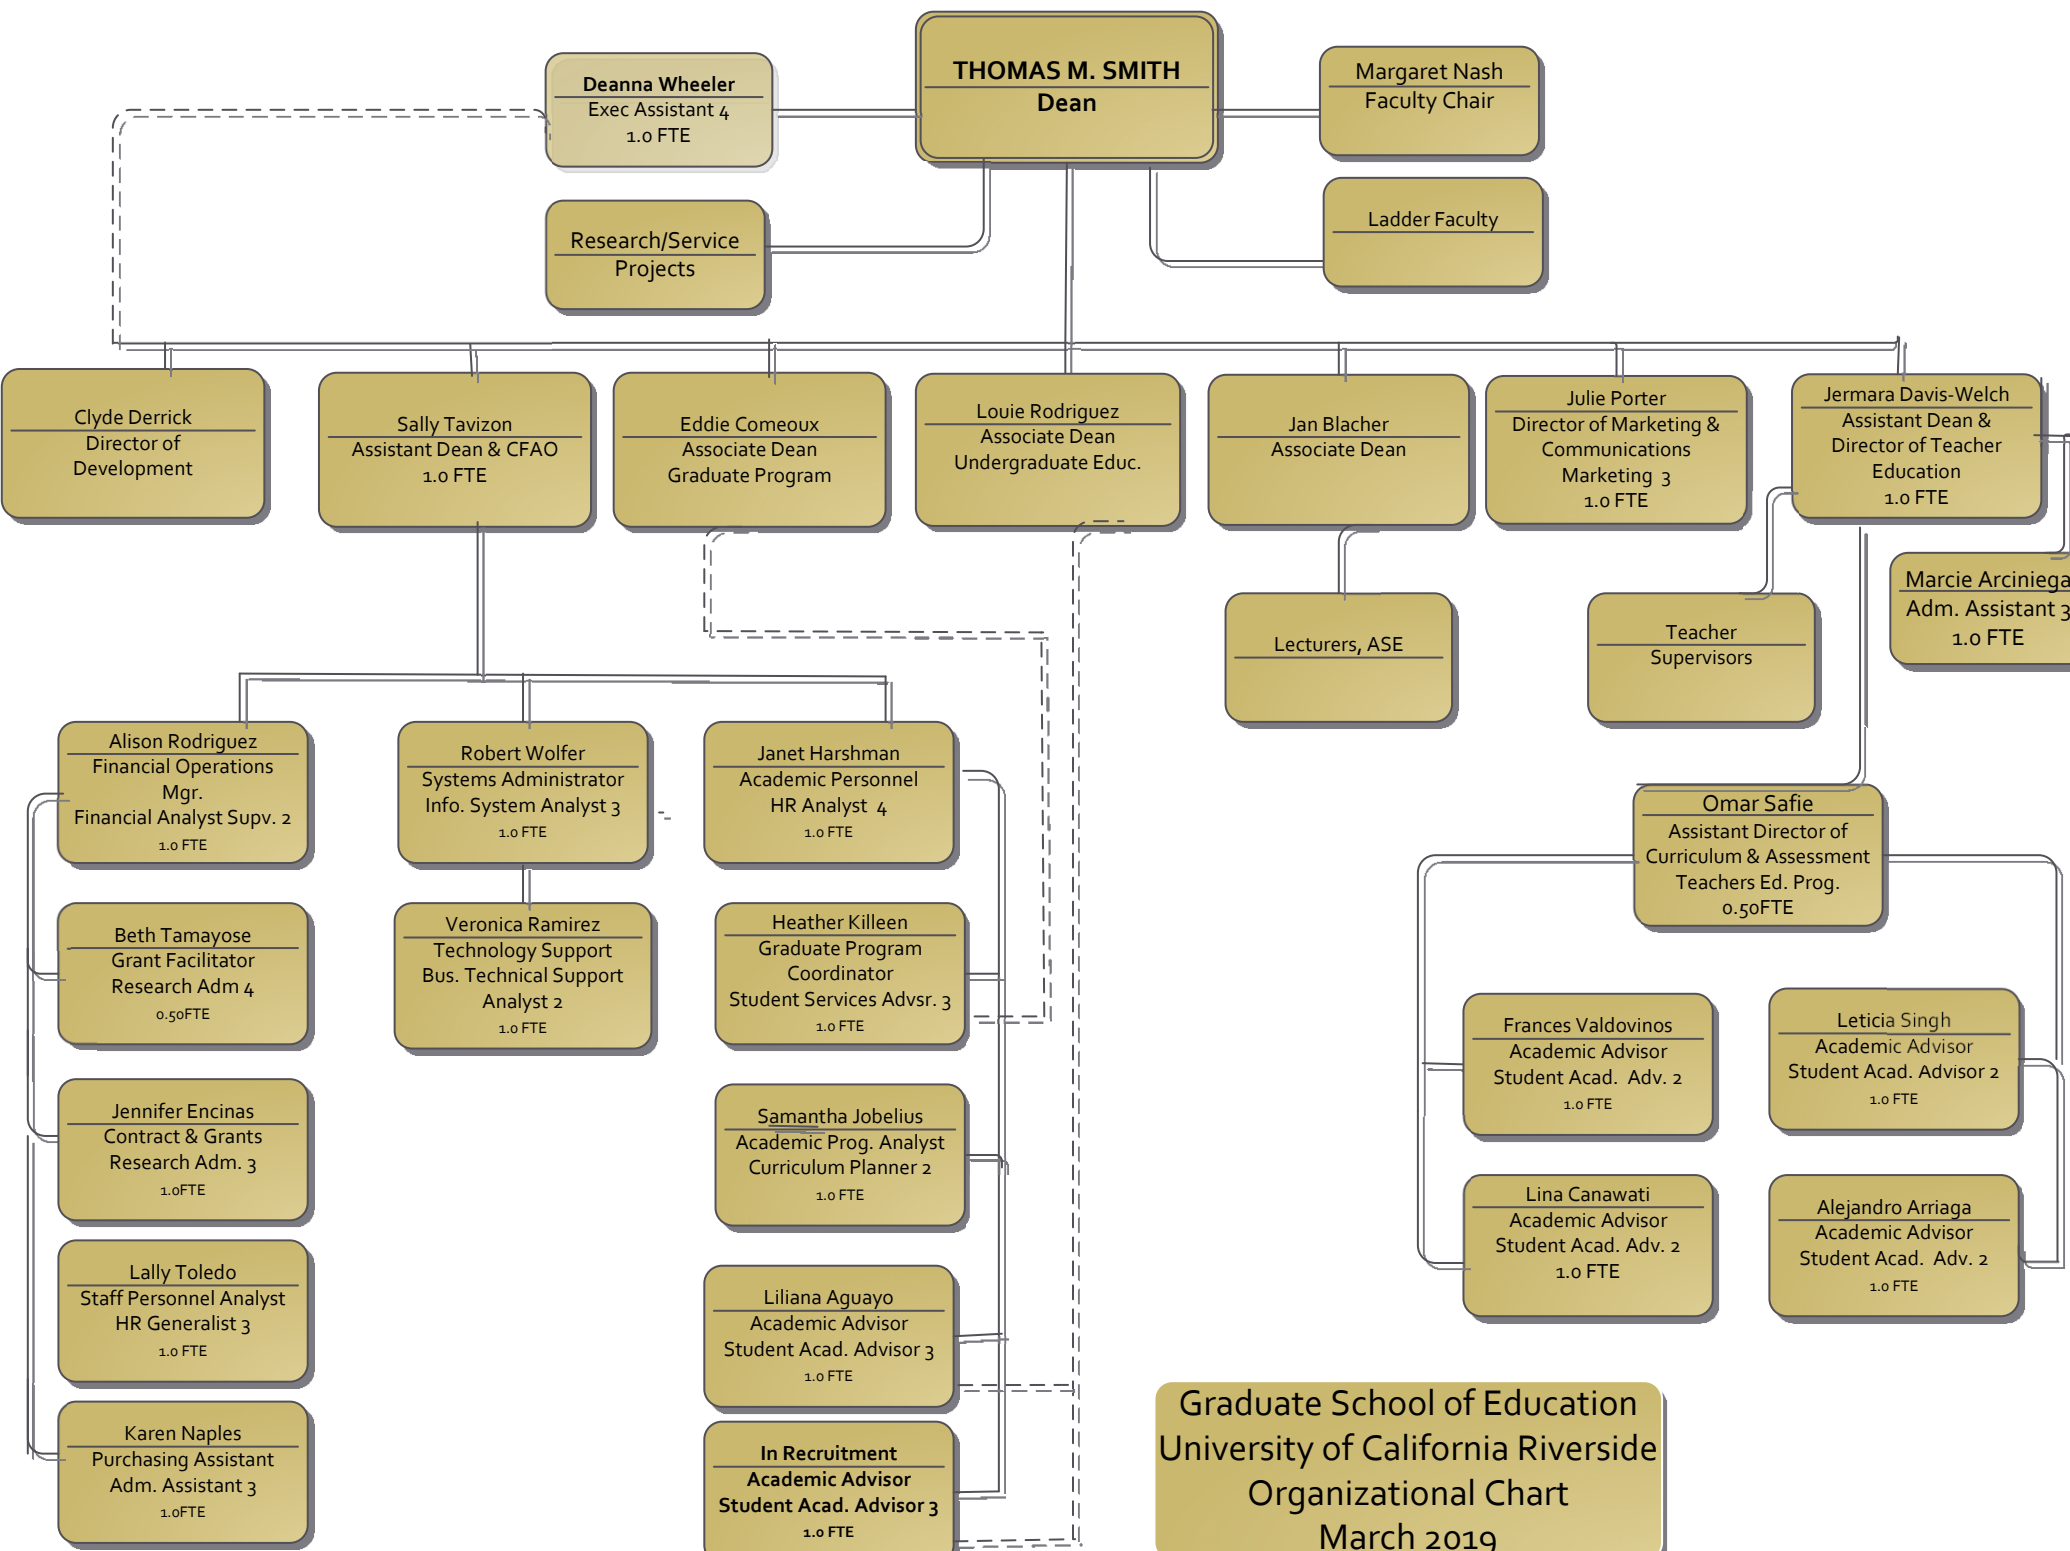 THOMAS M. SMITH
Dean
Deanna Wheeler
Exec Assistant 4
1.0 FTE
Margaret Nash
Faculty Chair
Research/Service
Projects
Ladder Faculty
Clyde Derrick
Director of
Development
Sally Tavizon
Assistant Dean & CFAO
1.0 FTE
Eddie Comeoux
Associate Dean
Graduate Program
Louie Rodriguez
Associate Dean
Undergraduate Educ.
Jan Blacher
Associate Dean
Julie Porter
Director of Marketing &
Communications
Marketing 3
1.0 FTE
Jermara Davis-Welch
Assistant Dean &
Director of Teacher
Education
1.0 FTE
Lecturers, ASE
Teacher
Supervisors
Marcie Arciniega
Adm. Assistant 3
1.0 FTE
Alison Rodriguez
Financial Operations
Mgr.
Financial Analyst Supv. 2
1.0 FTE
Robert Wolfer
Systems Administrator
Info. System Analyst 3
1.0 FTE
Janet Harshman
Academic Personnel
HR Analyst 4
1.0 FTE
Omar Safie
Assistant Director of
Curriculum & Assessment
Teachers Ed. Prog.
0.50FTE
Beth Tamayose
Grant Facilitator
Research Adm 4
0.50FTE
Veronica Ramirez
Technology Support
Bus. Technical Support
Analyst 2
1.0 FTE
Heather Killeen
Graduate Program
Coordinator
Student Services Advsr. 3
1.0 FTE
Frances Valdovinos
Academic Advisor
Student Acad. Adv. 2
1.0 FTE
Leticia Singh
Academic Advisor
Student Acad. Advisor 2
1.0 FTE
Jennifer Encinas
Contract & Grants
Research Adm. 3
1.0FTE
Samantha Jobelius
Academic Prog. Analyst
Curriculum Planner 2
1.0 FTE
Lina Canawati
Academic Advisor
Student Acad. Adv. 2
1.0 FTE
Alejandro Arriaga
Academic Advisor
Student Acad. Adv. 2
1.0 FTE
Lally Toledo
Staff Personnel Analyst
HR Generalist 3
1.0 FTE
Liliana Aguayo
Academic Advisor
Student Acad. Advisor 3
1.0 FTE
Karen Naples
Purchasing Assistant
Adm. Assistant 3
1.0FTE
In Recruitment
Academic Advisor
Student Acad. Advisor 3
1.0 FTE
Graduate School of Education
University of California Riverside
Organizational Chart
March 2019